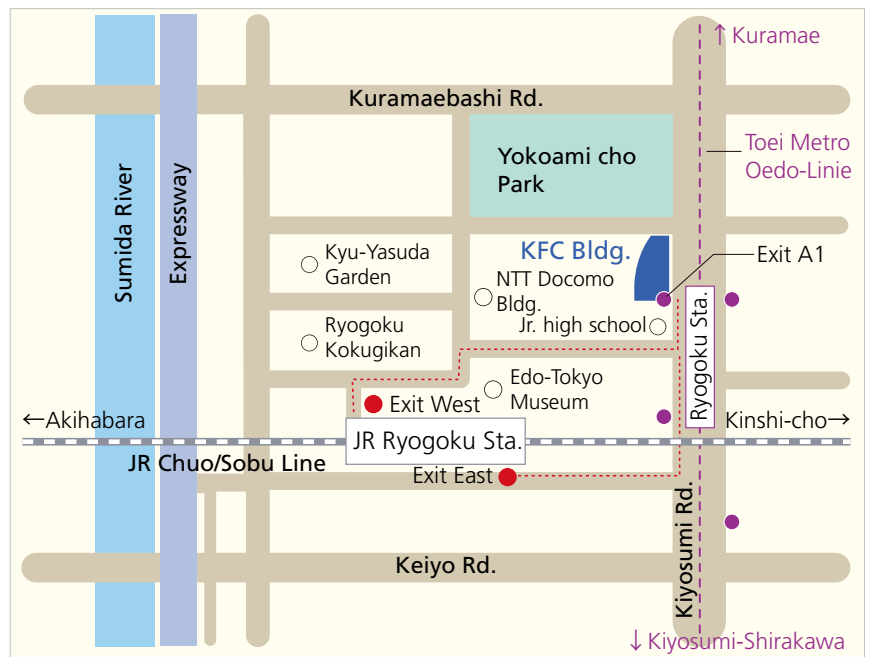 ↑ Kuramae
Kuramaebashi Rd.
Toei Metro
Oedo-Linie
Yokoami cho
Park
Sumida River
Expressway
Kyu-Yasuda
Garden
KFC Bldg.
Exit A1
NTT Docomo
Bldg.
Jr. high school
Ryogoku
Kokugikan
Ryogoku Sta.
Edo-Tokyo
Museum
Exit West
←Akihabara
Kinshi-cho→
JR Ryogoku Sta.
JR Chuo/Sobu Line
Exit East
Kiyosumi Rd.
Keiyo Rd.
↓ Kiyosumi-Shirakawa